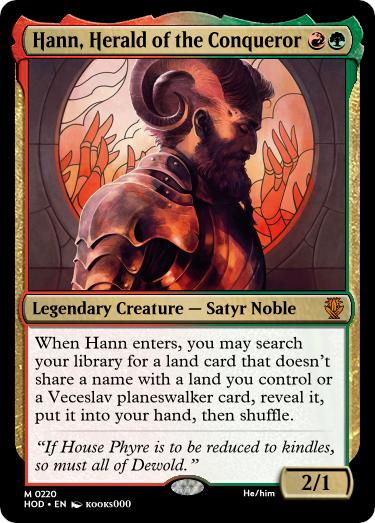 Hann, Herald of the Conqueror
Legendary Creature — Satyr Noble
When Hann enters, you may search
your library for a land card that doesn't
share a name with a land you control or
a Veceslav planeswalker card, reveal it,
put it into your hand, then shuffle.
“If House Phyre is to be reduced to kindles,
so must all of Devold.”
2/1
M 0220
He/him
HOD • EN KOOKS000